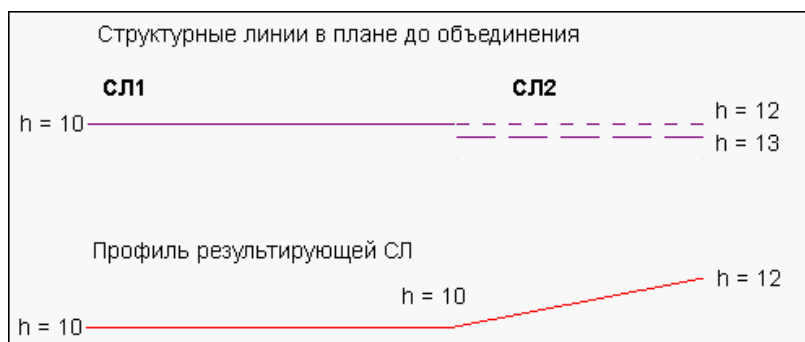 Структурные линии в плане до объединения
СЛ1
СЛ2
h = 10
h = 12
h = 13
Профиль результирующей СЛ
h = 10
h = 12
h = 10